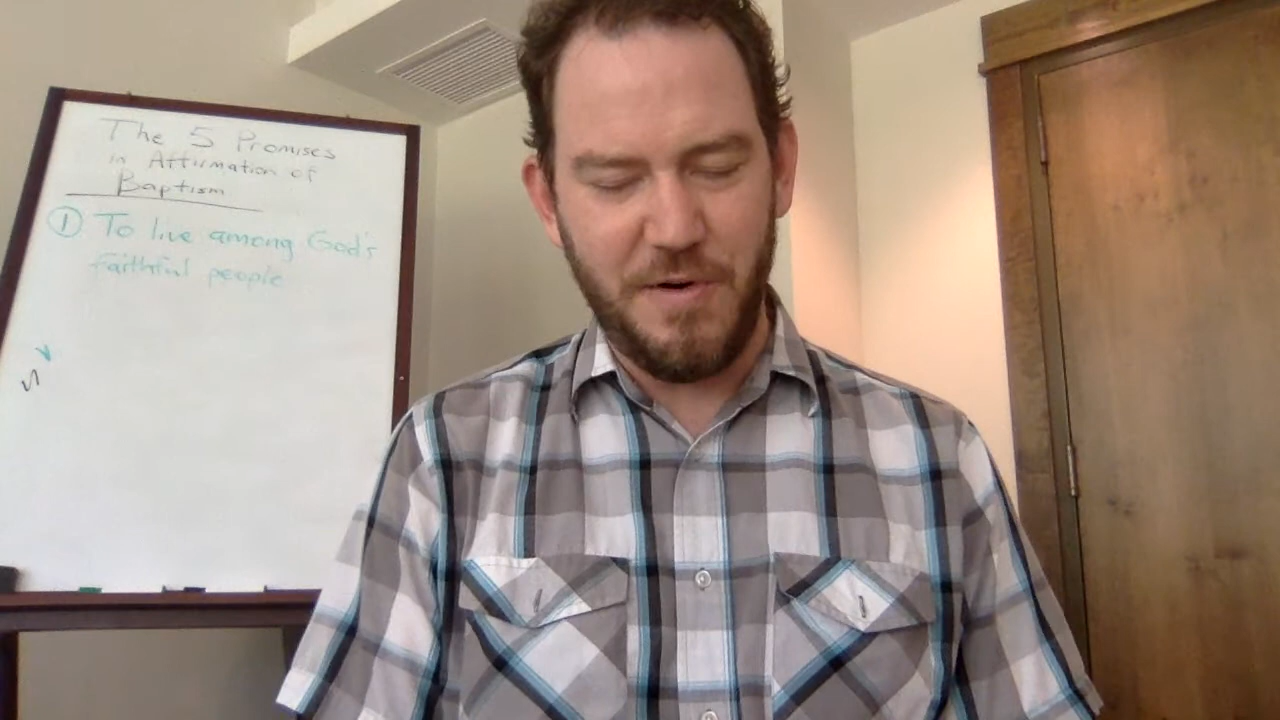 The 5 Promises
in Affirmation of
Baptism
① To live among God's
faithful people